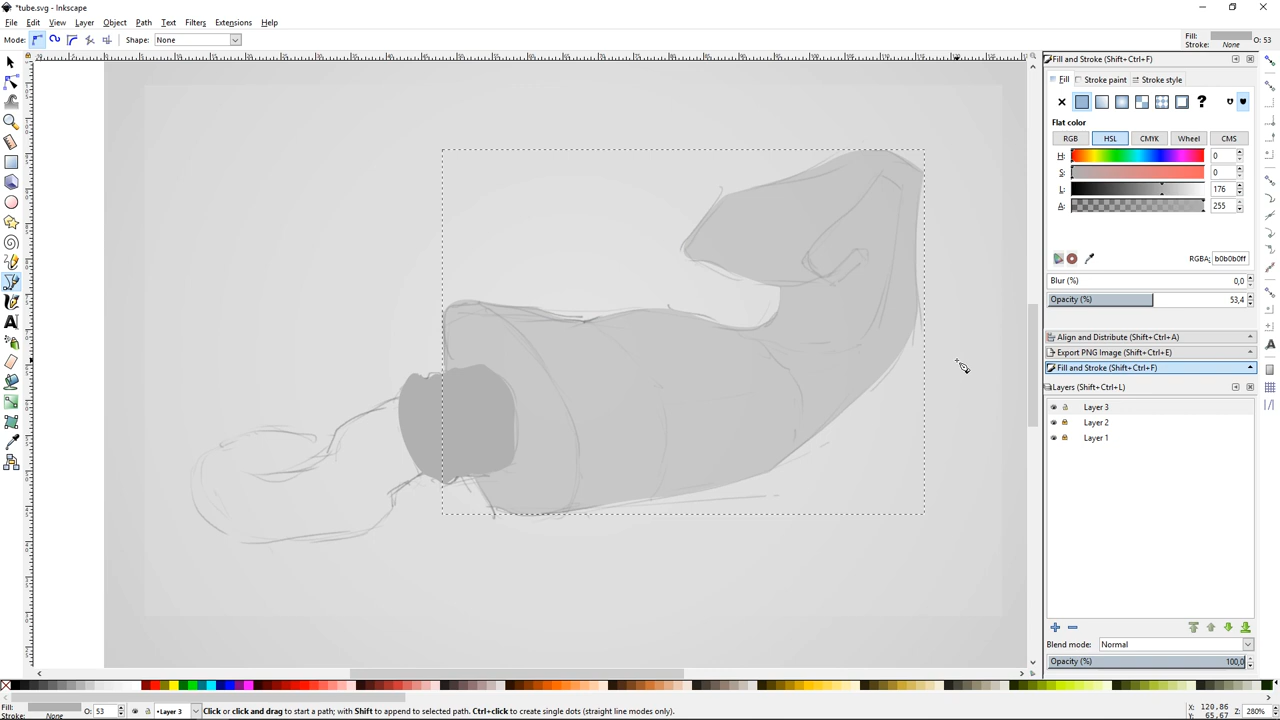 *tube.svg - Inkscape
File Edit View Layer Object Path Text Filters Extensions Help
Mode: Shape: None
Fill: O: 53
Stroke: None
Fill and Stroke (Shift+Ctrl+F)
Fill Stroke paint Stroke style
?
Flat color
RGB HSL CMYK Wheel CMS
H: 0
S: 0
L: 176
A: 255
RGBA: b0b0b0ff
Blur (%) 0,0
Opacity (%) 53,4
Align and Distribute (Shift+Ctrl+A)
Export PNG Image (Shift+Ctrl+E)
Fill and Stroke (Shift+Ctrl+F)
Layers (Shift+Ctrl+L)
Layer 3
Layer 2
Layer 1
Blend mode: Normal
Opacity (%) 100,0
Fill: O: 53 •Layer 3 Click or click and drag to start a path; with Shift to append to selected path. Ctrl+click to create single dots (straight line modes only). X: 120,86 Z: 280%
Stroke: None Y: 65,67